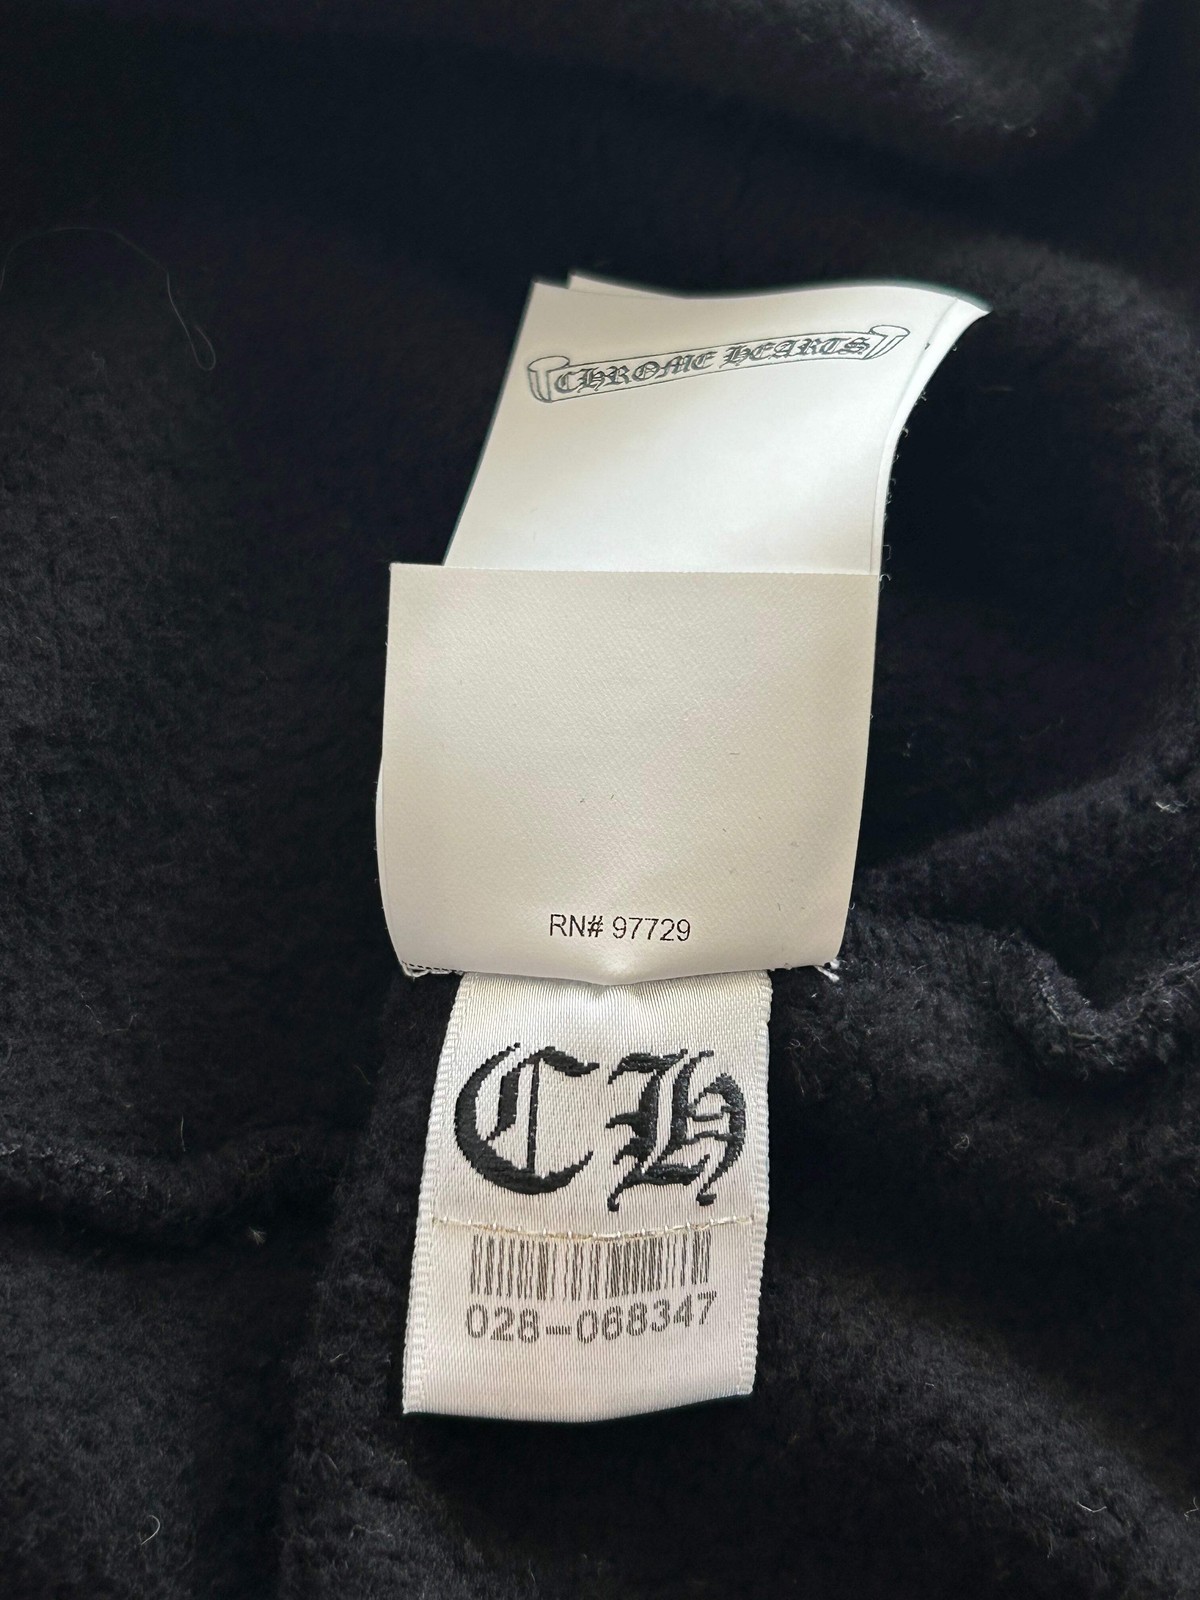 CHROME HEARTS
RN# 97729
CH
028-068347